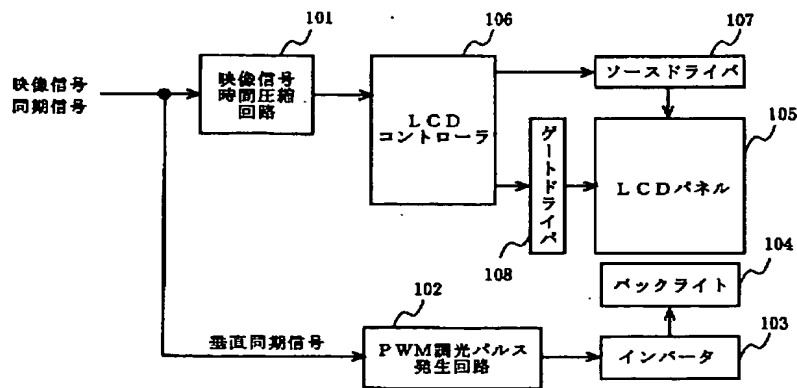 101
106
107
映像信号
同期信号
映像信号
時間圧縮
回路
LCD
コントローラ
ソースドライバ
105
ゲートドライバ
LCDパネル
108
104
バックライト
102
垂直同期信号
PWM調光パルス
発生回路
インバータ
103